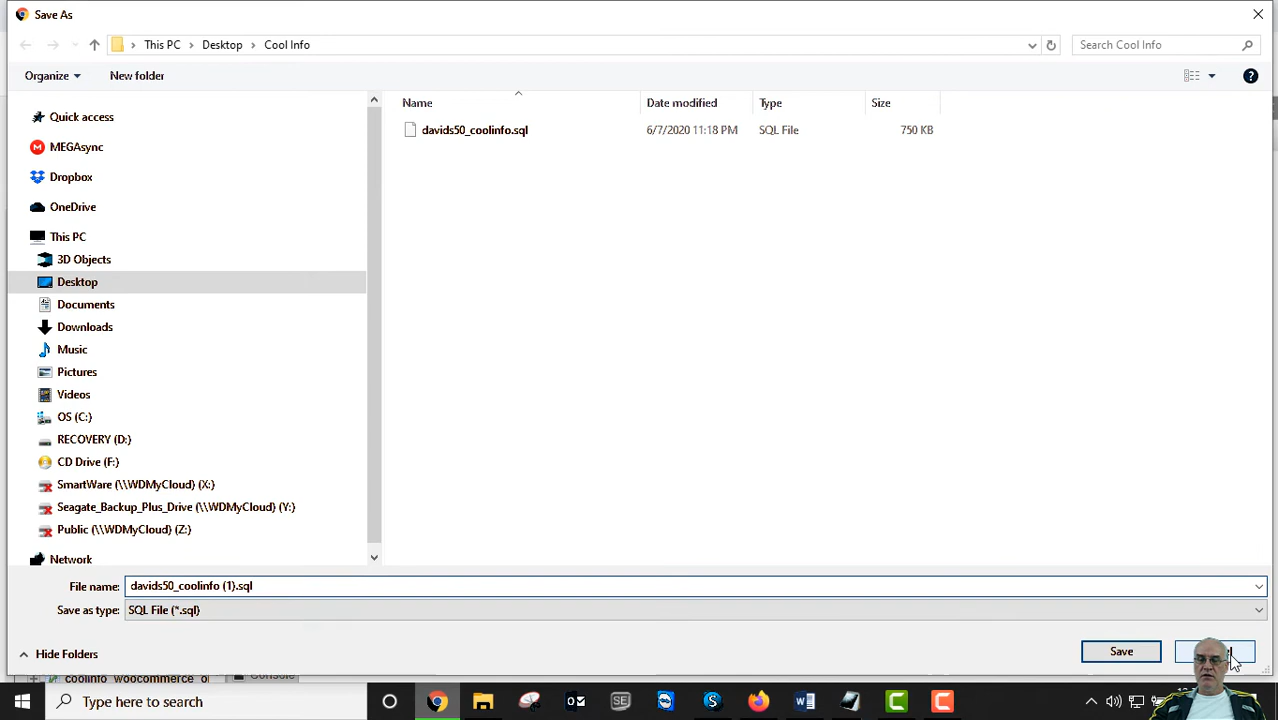 Save As
This PC > Desktop > Cool Info
Search Cool Info
Organize
New folder
Name
Date modified
Type
Size
davids50_coolinfo.sql
6/7/2020 11:18 PM
SQL File
750 KB
Quick access
MEGAsync
Dropbox
OneDrive
This PC
3D Objects
Desktop
Documents
Downloads
Music
Pictures
Videos
OS (C:)
RECOVERY (D:)
CD Drive (F:)
SmartWare (\\WDMyCloud) (X:)
Seagate_Backup_Plus_Drive (\\WDMyCloud) (Y:)
Public (\\WDMyCloud) (Z:)
Network
File name: davids50_coolinfo (1).sql
Save as type: SQL File (*.sql)
Hide Folders
Save
coolinfo_woocommerce_or
Console
Type here to search